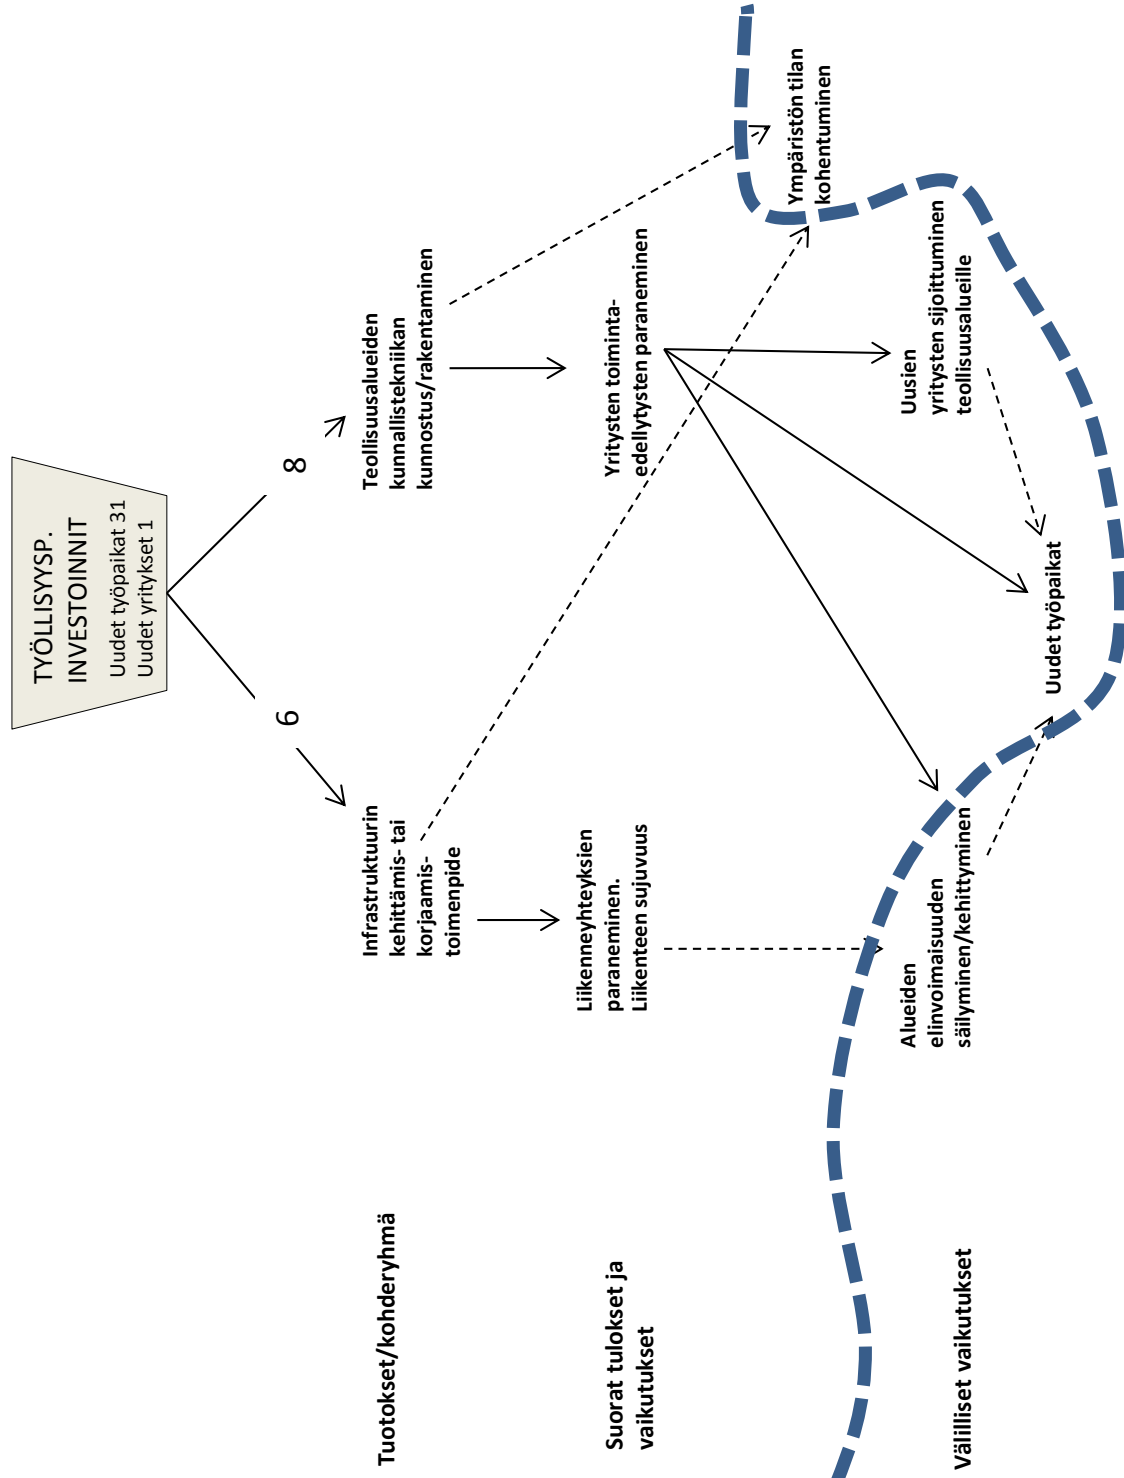 TYÖLLISYYSP.
INVESTOINNIT
Uudet työpaikat 31
Uudet yritykset 1
6
8
Tuotokset/kohderyhmä
Infrastruktuurin
kehittämis- tai
korjaamis-
toimenpide
Teollisuusalueiden
kunnallistekniikan
kunnostus/rakentaminen
Suorat tulokset ja
vaikutukset
Liikenneyhteyksien
paraneminen.
Liikenteen sujuvuus
Yritysten toiminta-
edellytysten paraneminen
Ympäristön tilan
kohentuminen
Välilliset vaikutukset
Alueiden
elinvoimaisuuden
säilyminen/kehittyminen
Uusien
yritysten sijoittuminen
teollisuusalueille
Uudet työpaikat